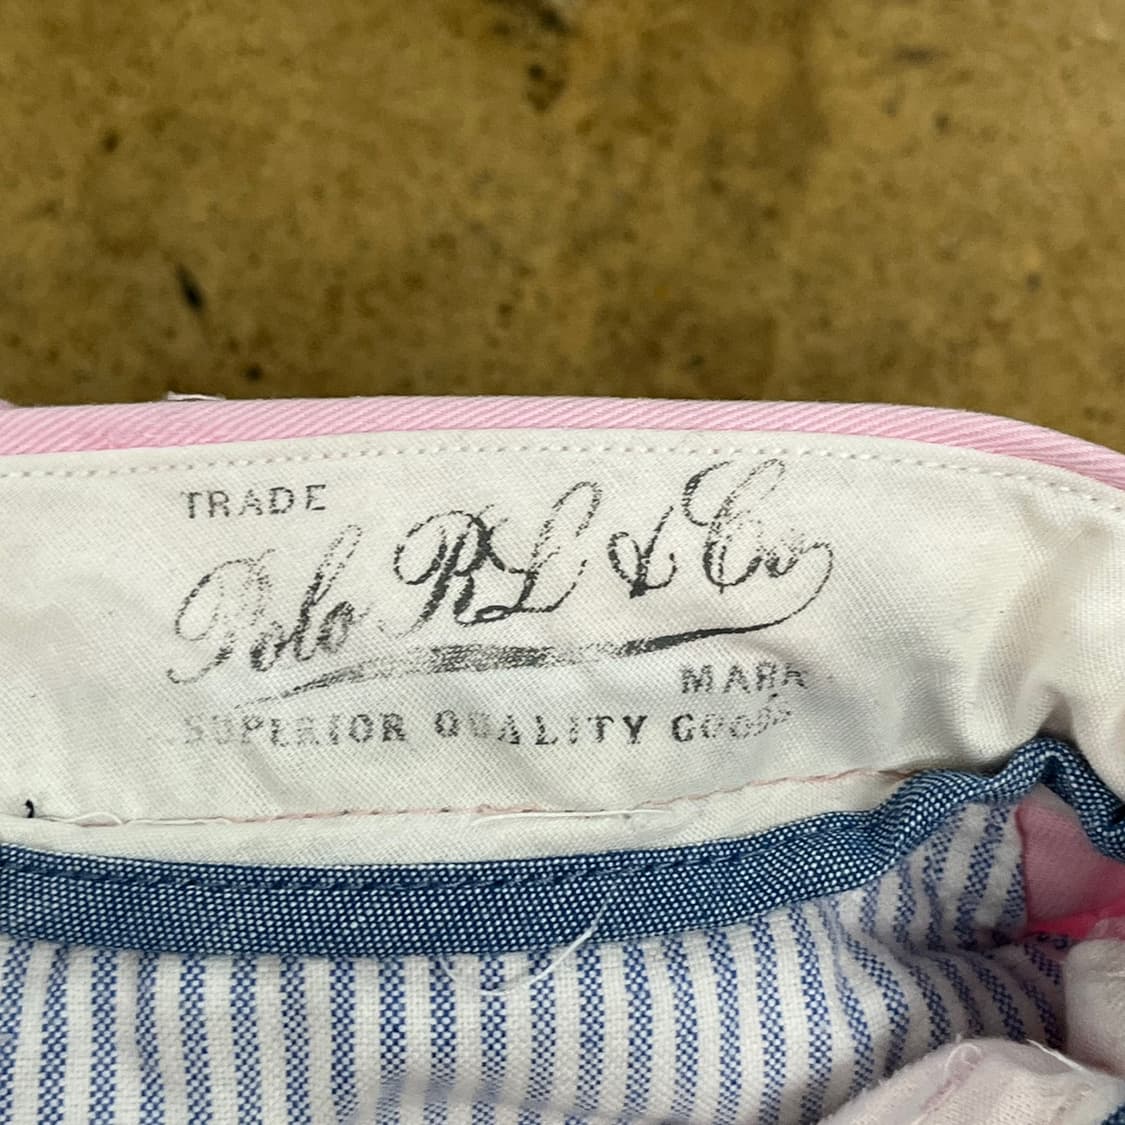 TRADE
Polo RL & Co
MARK
SUPERIOR QUALITY GOODS